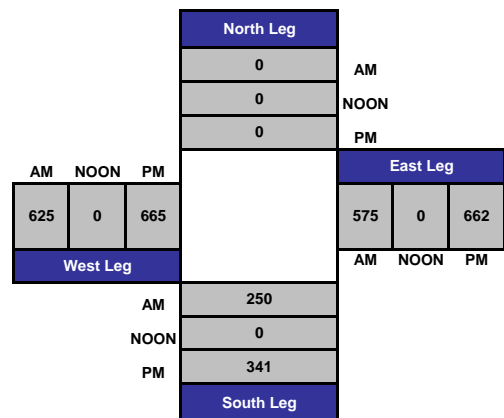 North Leg
0 AM
0 NOON
0 PM
AM NOON PM
East Leg
625 0 665
575 0 662
West Leg
AM NOON PM
AM 250
NOON 0
PM 341
South Leg